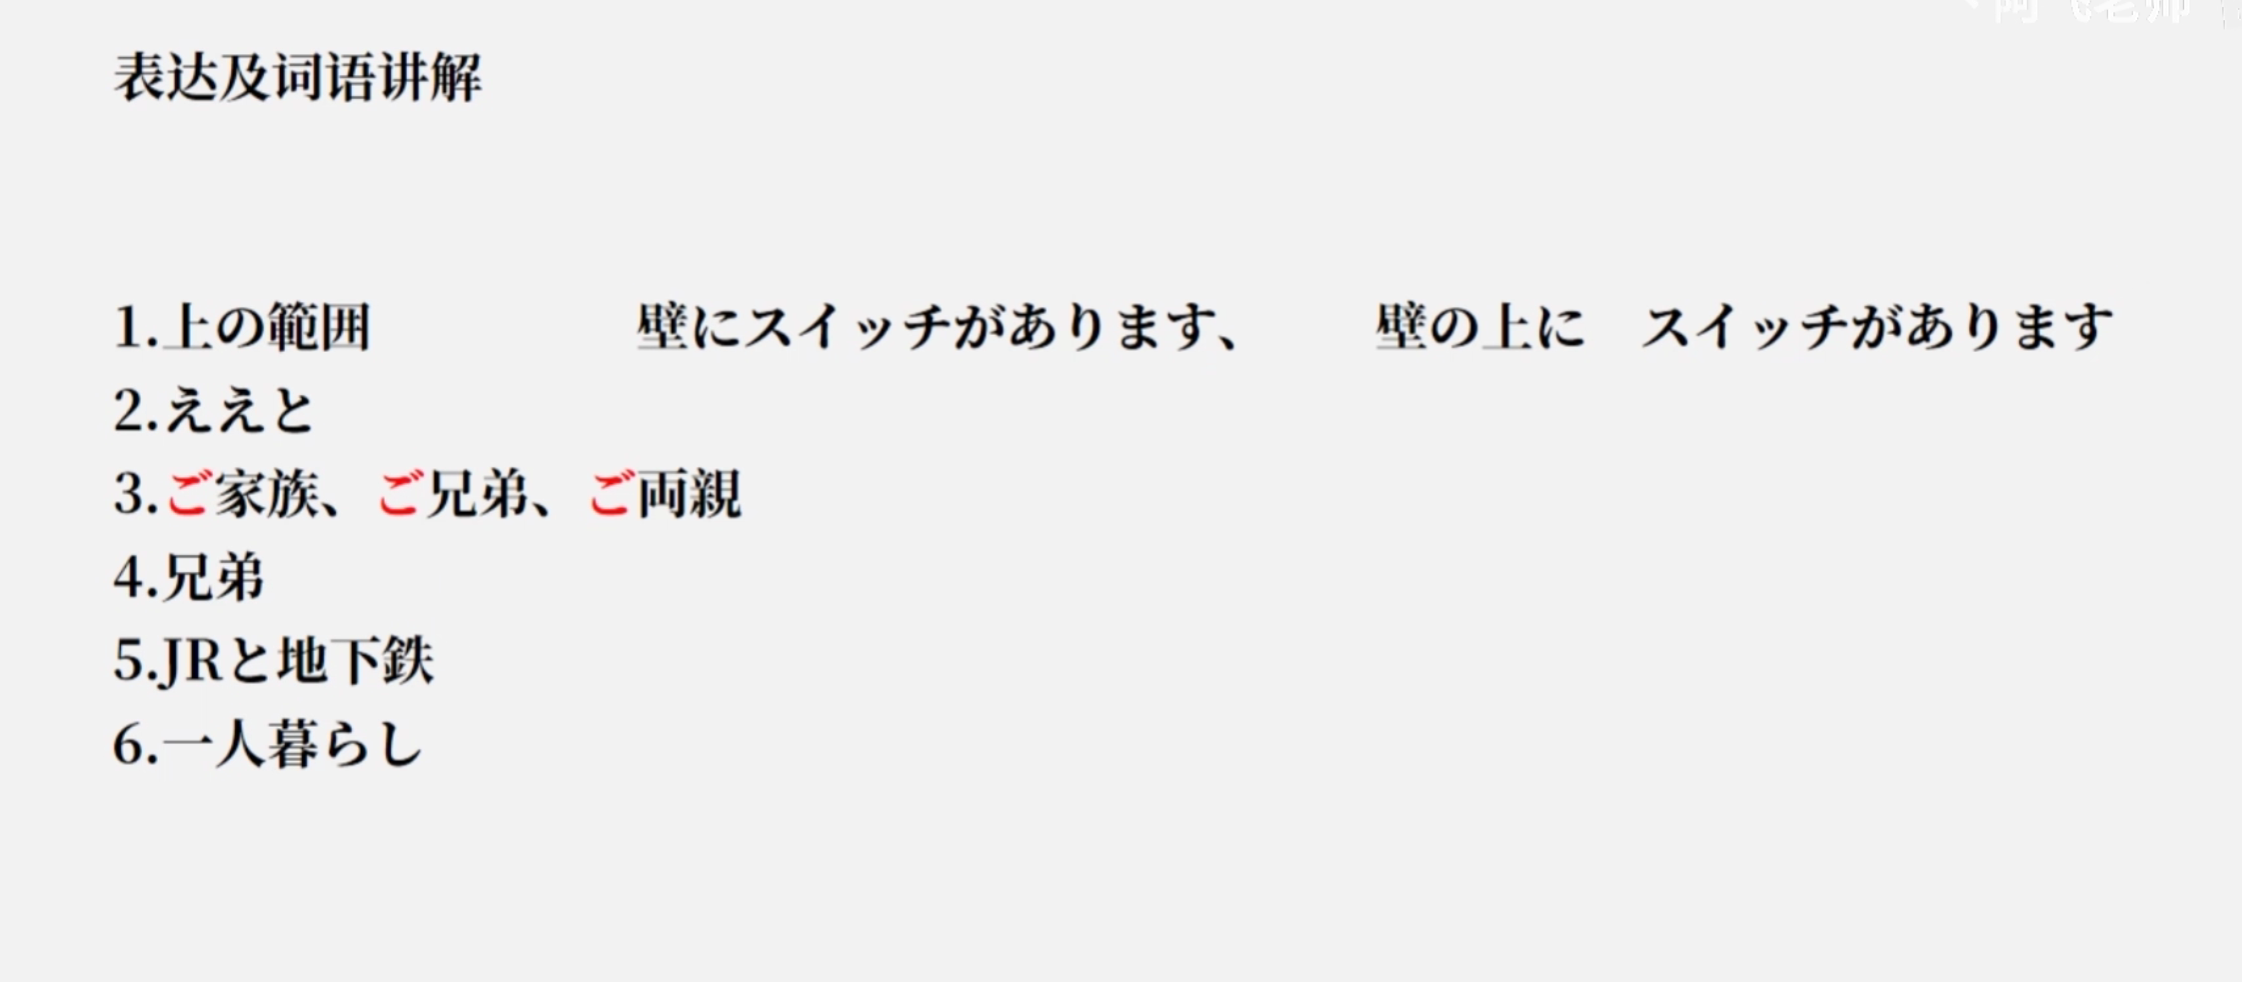 表达及词语讲解
1.上の範囲 壁にスイッチがあります、 壁の上に スイッチがあります
2.ええと
3.ご家族、ご兄弟、ご両親
4.兄弟
5.JRと地下鉄
6.一人暮らし